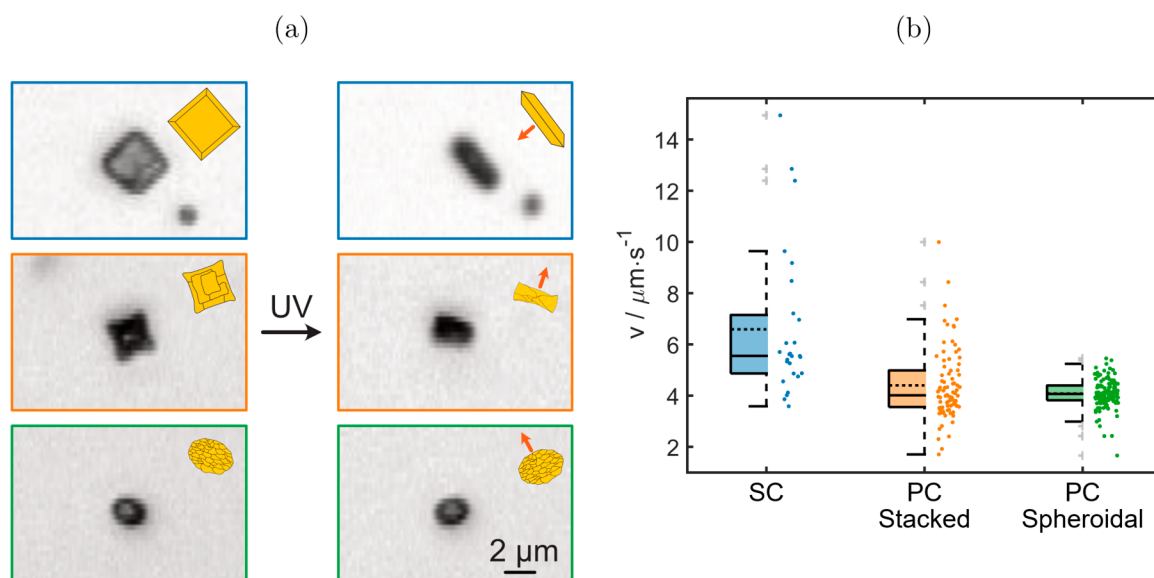 (a)
(b)
UV
2 μm
v / μm·s⁻¹
14
12
10
8
6
4
2
SC
PC
Stacked
PC
Spheroidal